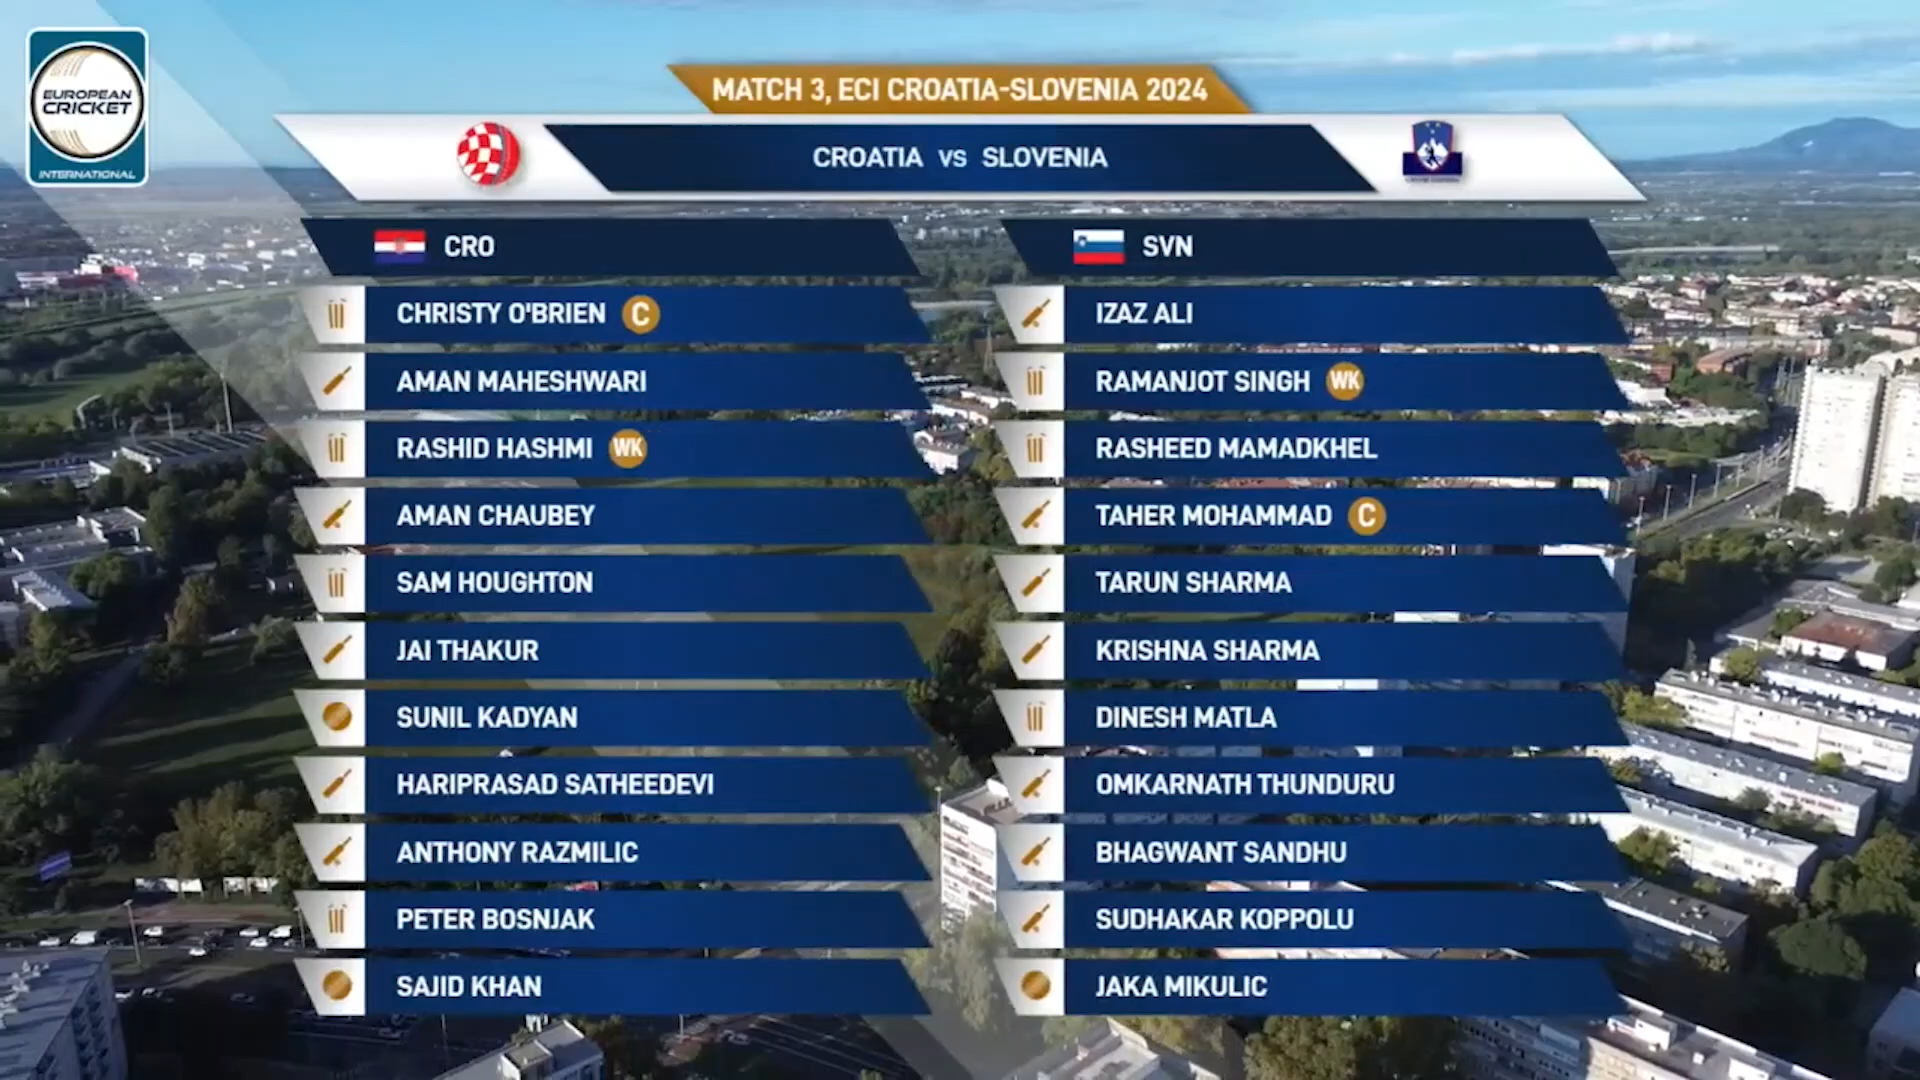 EUROPEAN
CRICKET
INTERNATIONAL
MATCH 3, ECI CROATIA-SLOVENIA 2024
CROATIA VS SLOVENIA
CRO
CHRISTY O'BRIEN C
AMAN MAHESHWARI
RASHID HASHMI WK
AMAN CHAUBEY
SAM HOUGHTON
JAI THAKUR
SUNIL KADYAN
HARIPRASAD SATHEEDEVI
ANTHONY RAZMILIC
PETER BOSNJAK
SAJID KHAN
SVN
IZAZ ALI
RAMANJOT SINGH WK
RASHEED MAMADKHEL
TAHER MOHAMMAD C
TARUN SHARMA
KRISHNA SHARMA
DINESH MATLA
OMKARNATH THUNDURU
BHAGWANT SANDHU
SUDHAKAR KOPPOLU
JAKA MIKULIC